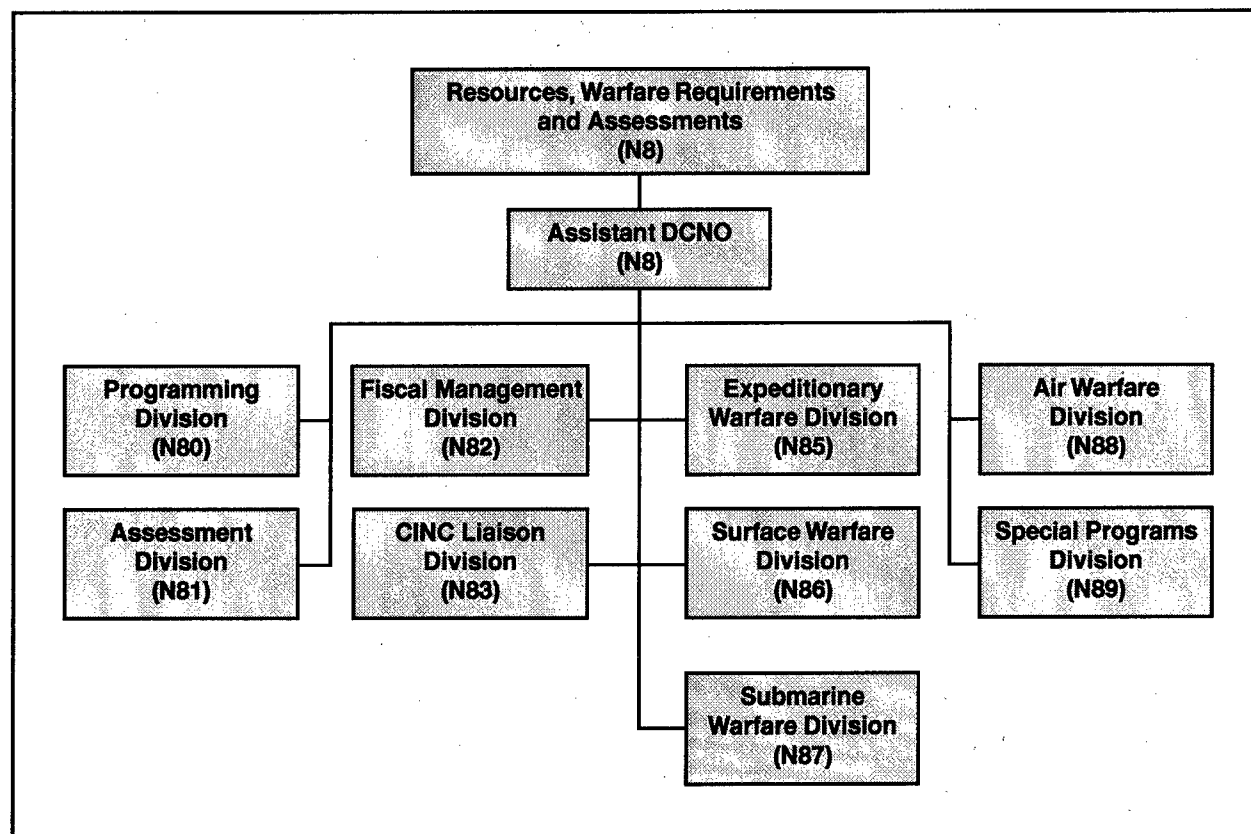 Resources, Warfare Requirements
and Assessments
(N8)
Assistant DCNO
(N8)
Programming
Division
(N80)
Fiscal Management
Division
(N82)
Expeditionary
Warfare Division
(N85)
Air Warfare
Division
(N88)
Assessment
Division
(N81)
CINC Liaison
Division
(N83)
Surface Warfare
Division
(N86)
Special Programs
Division
(N89)
Submarine
Warfare Division
(N87)